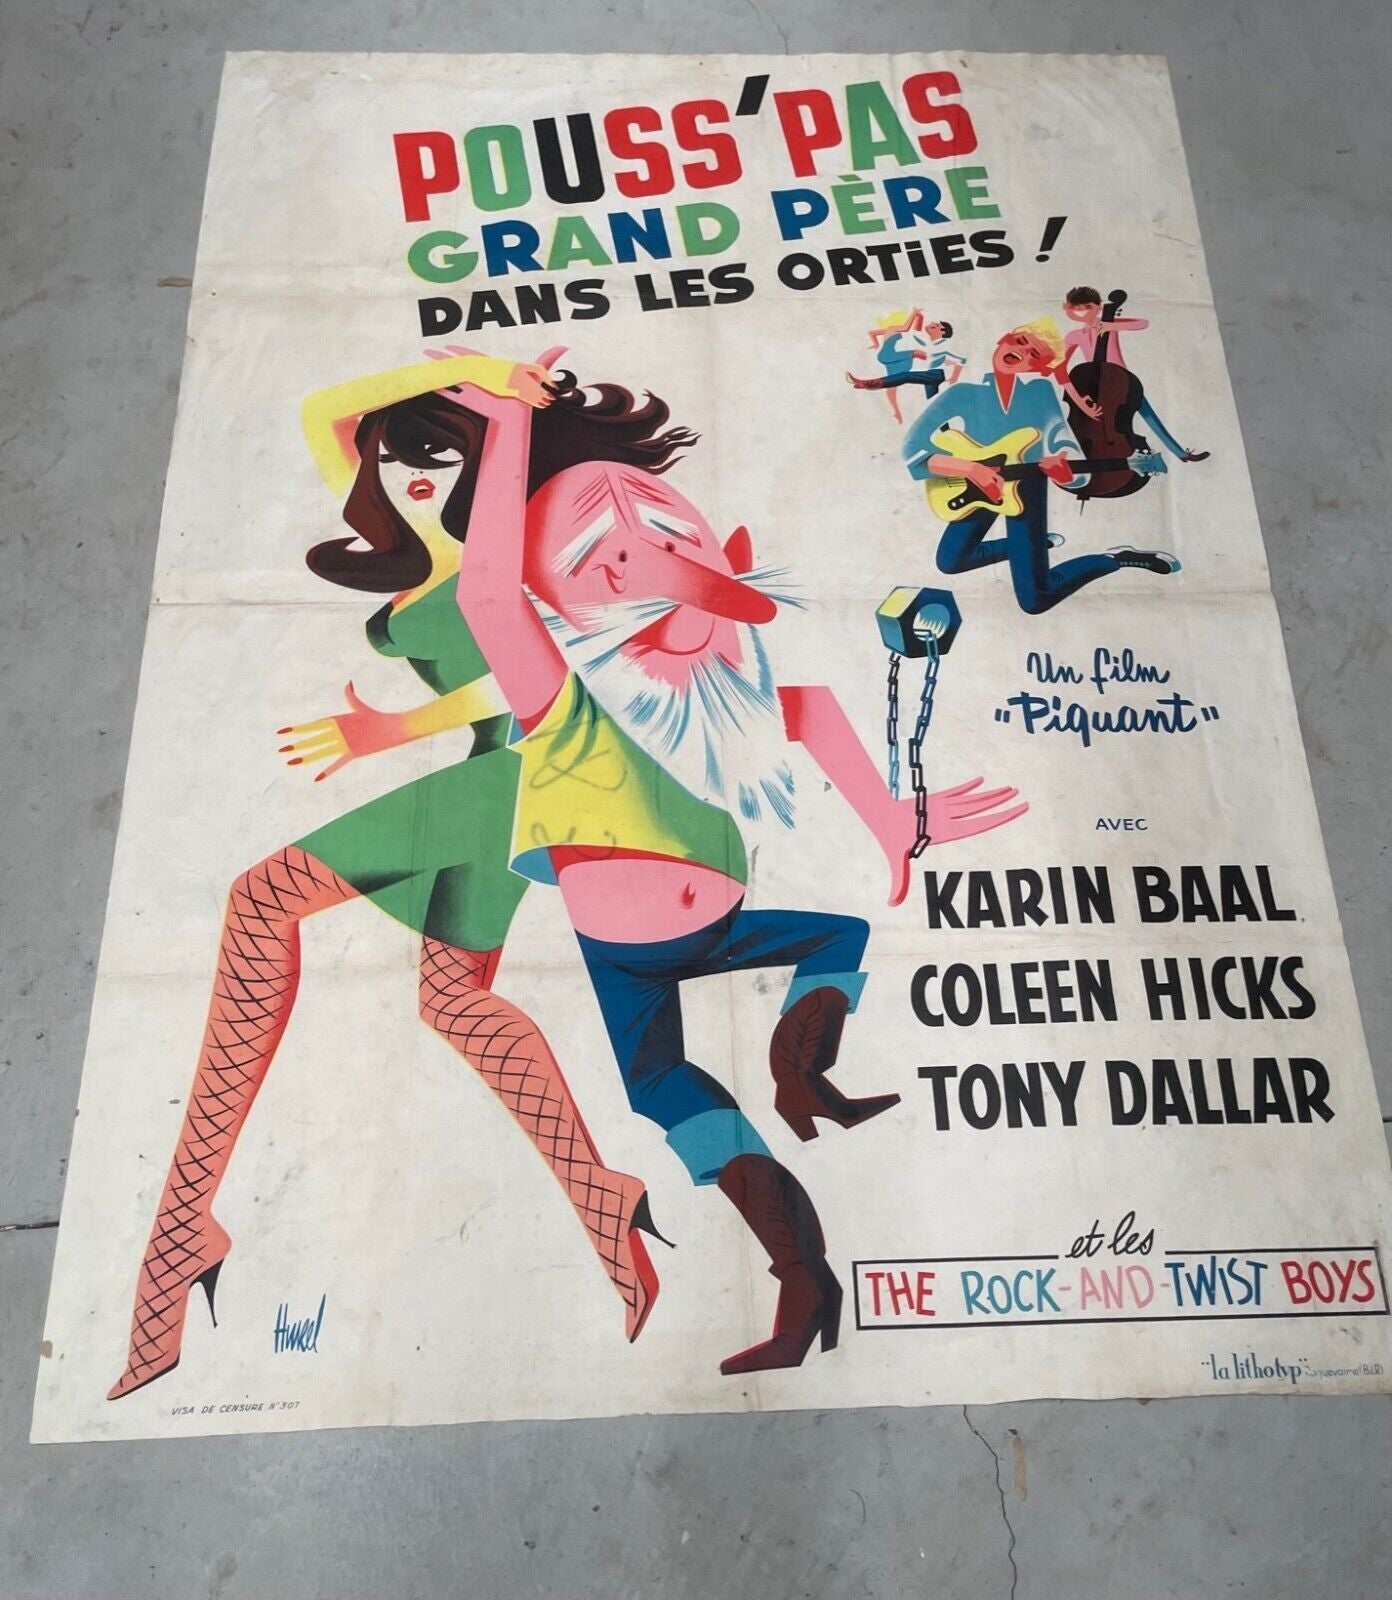 POUSS'PAS
GRAND PÈRE
DANS LES ORTiES !
Un film
"Piquant"
AVEC
KARIN BAAL
COLEEN HICKS
TONY DALLAR
et les
THE ROCK-AND-TWIST BOYS
"la lithotyp"
Hurel
VISA DE CENSURE N° 307